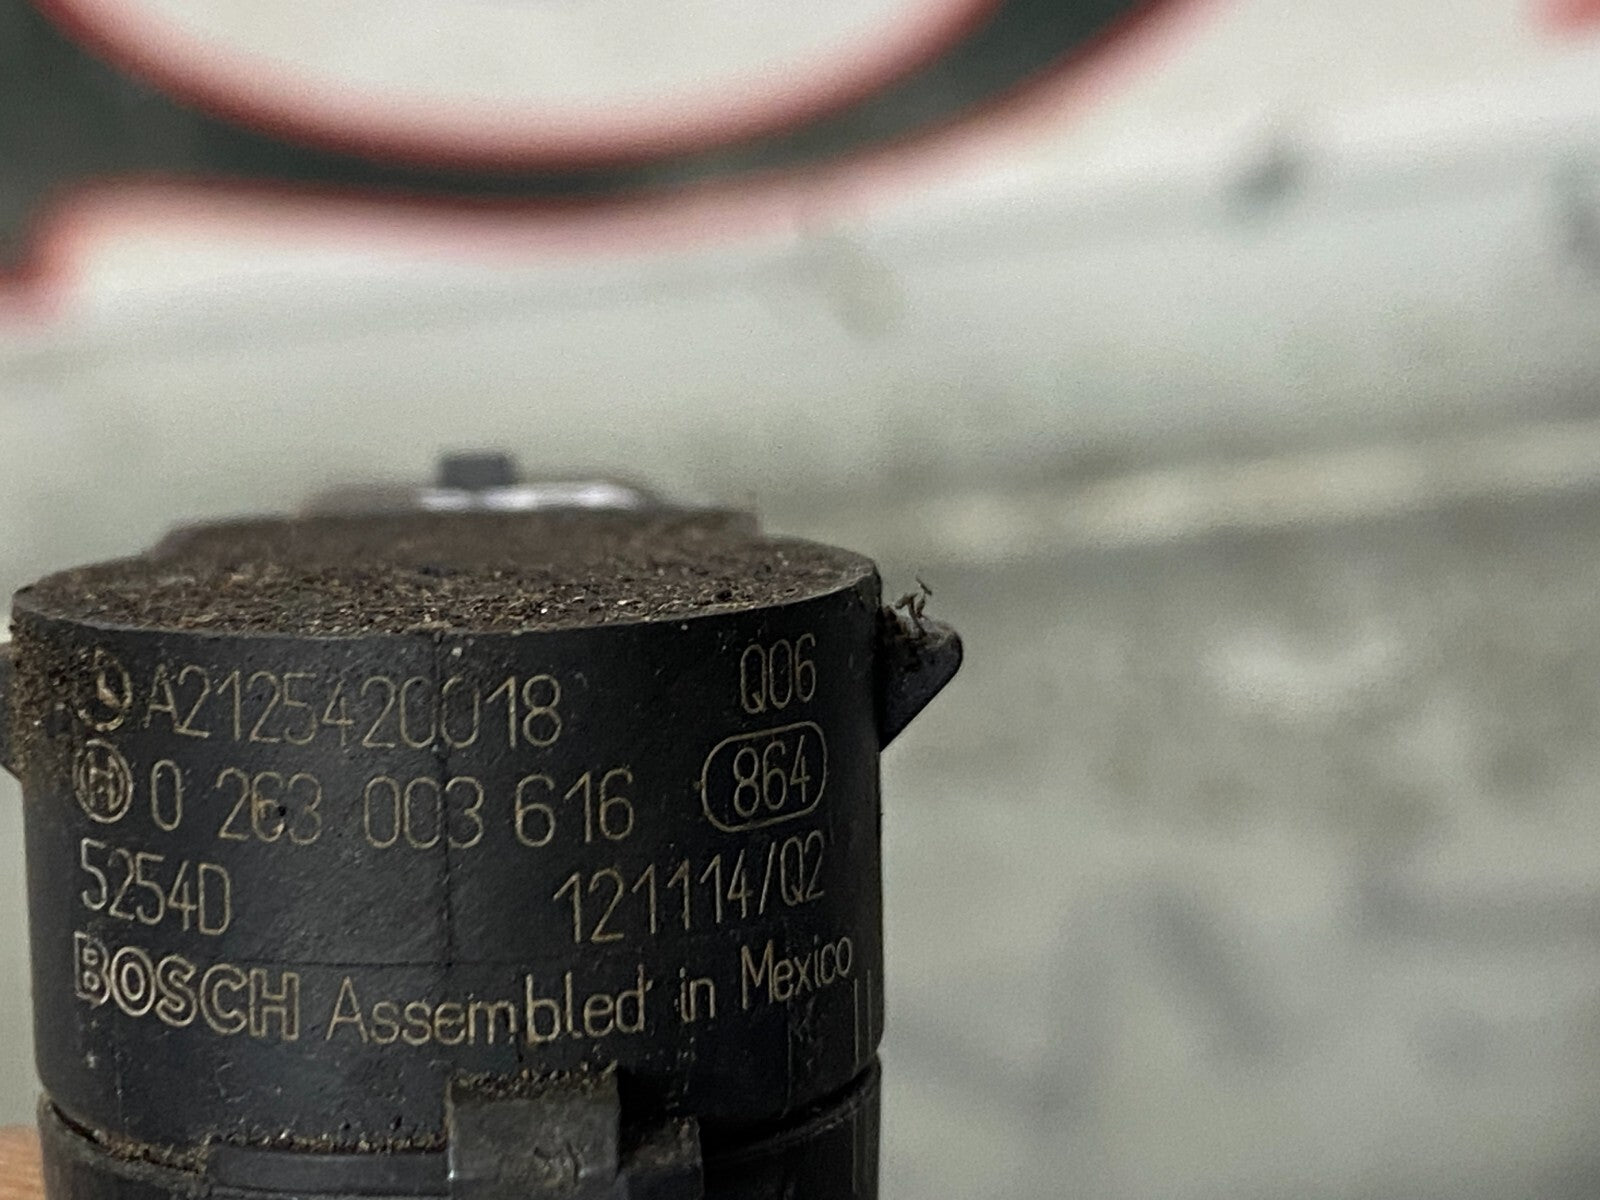 A2125420018 Q06
0 263 003 616 864
5254D 121114/Q2
BOSCH Assembled in Mexico